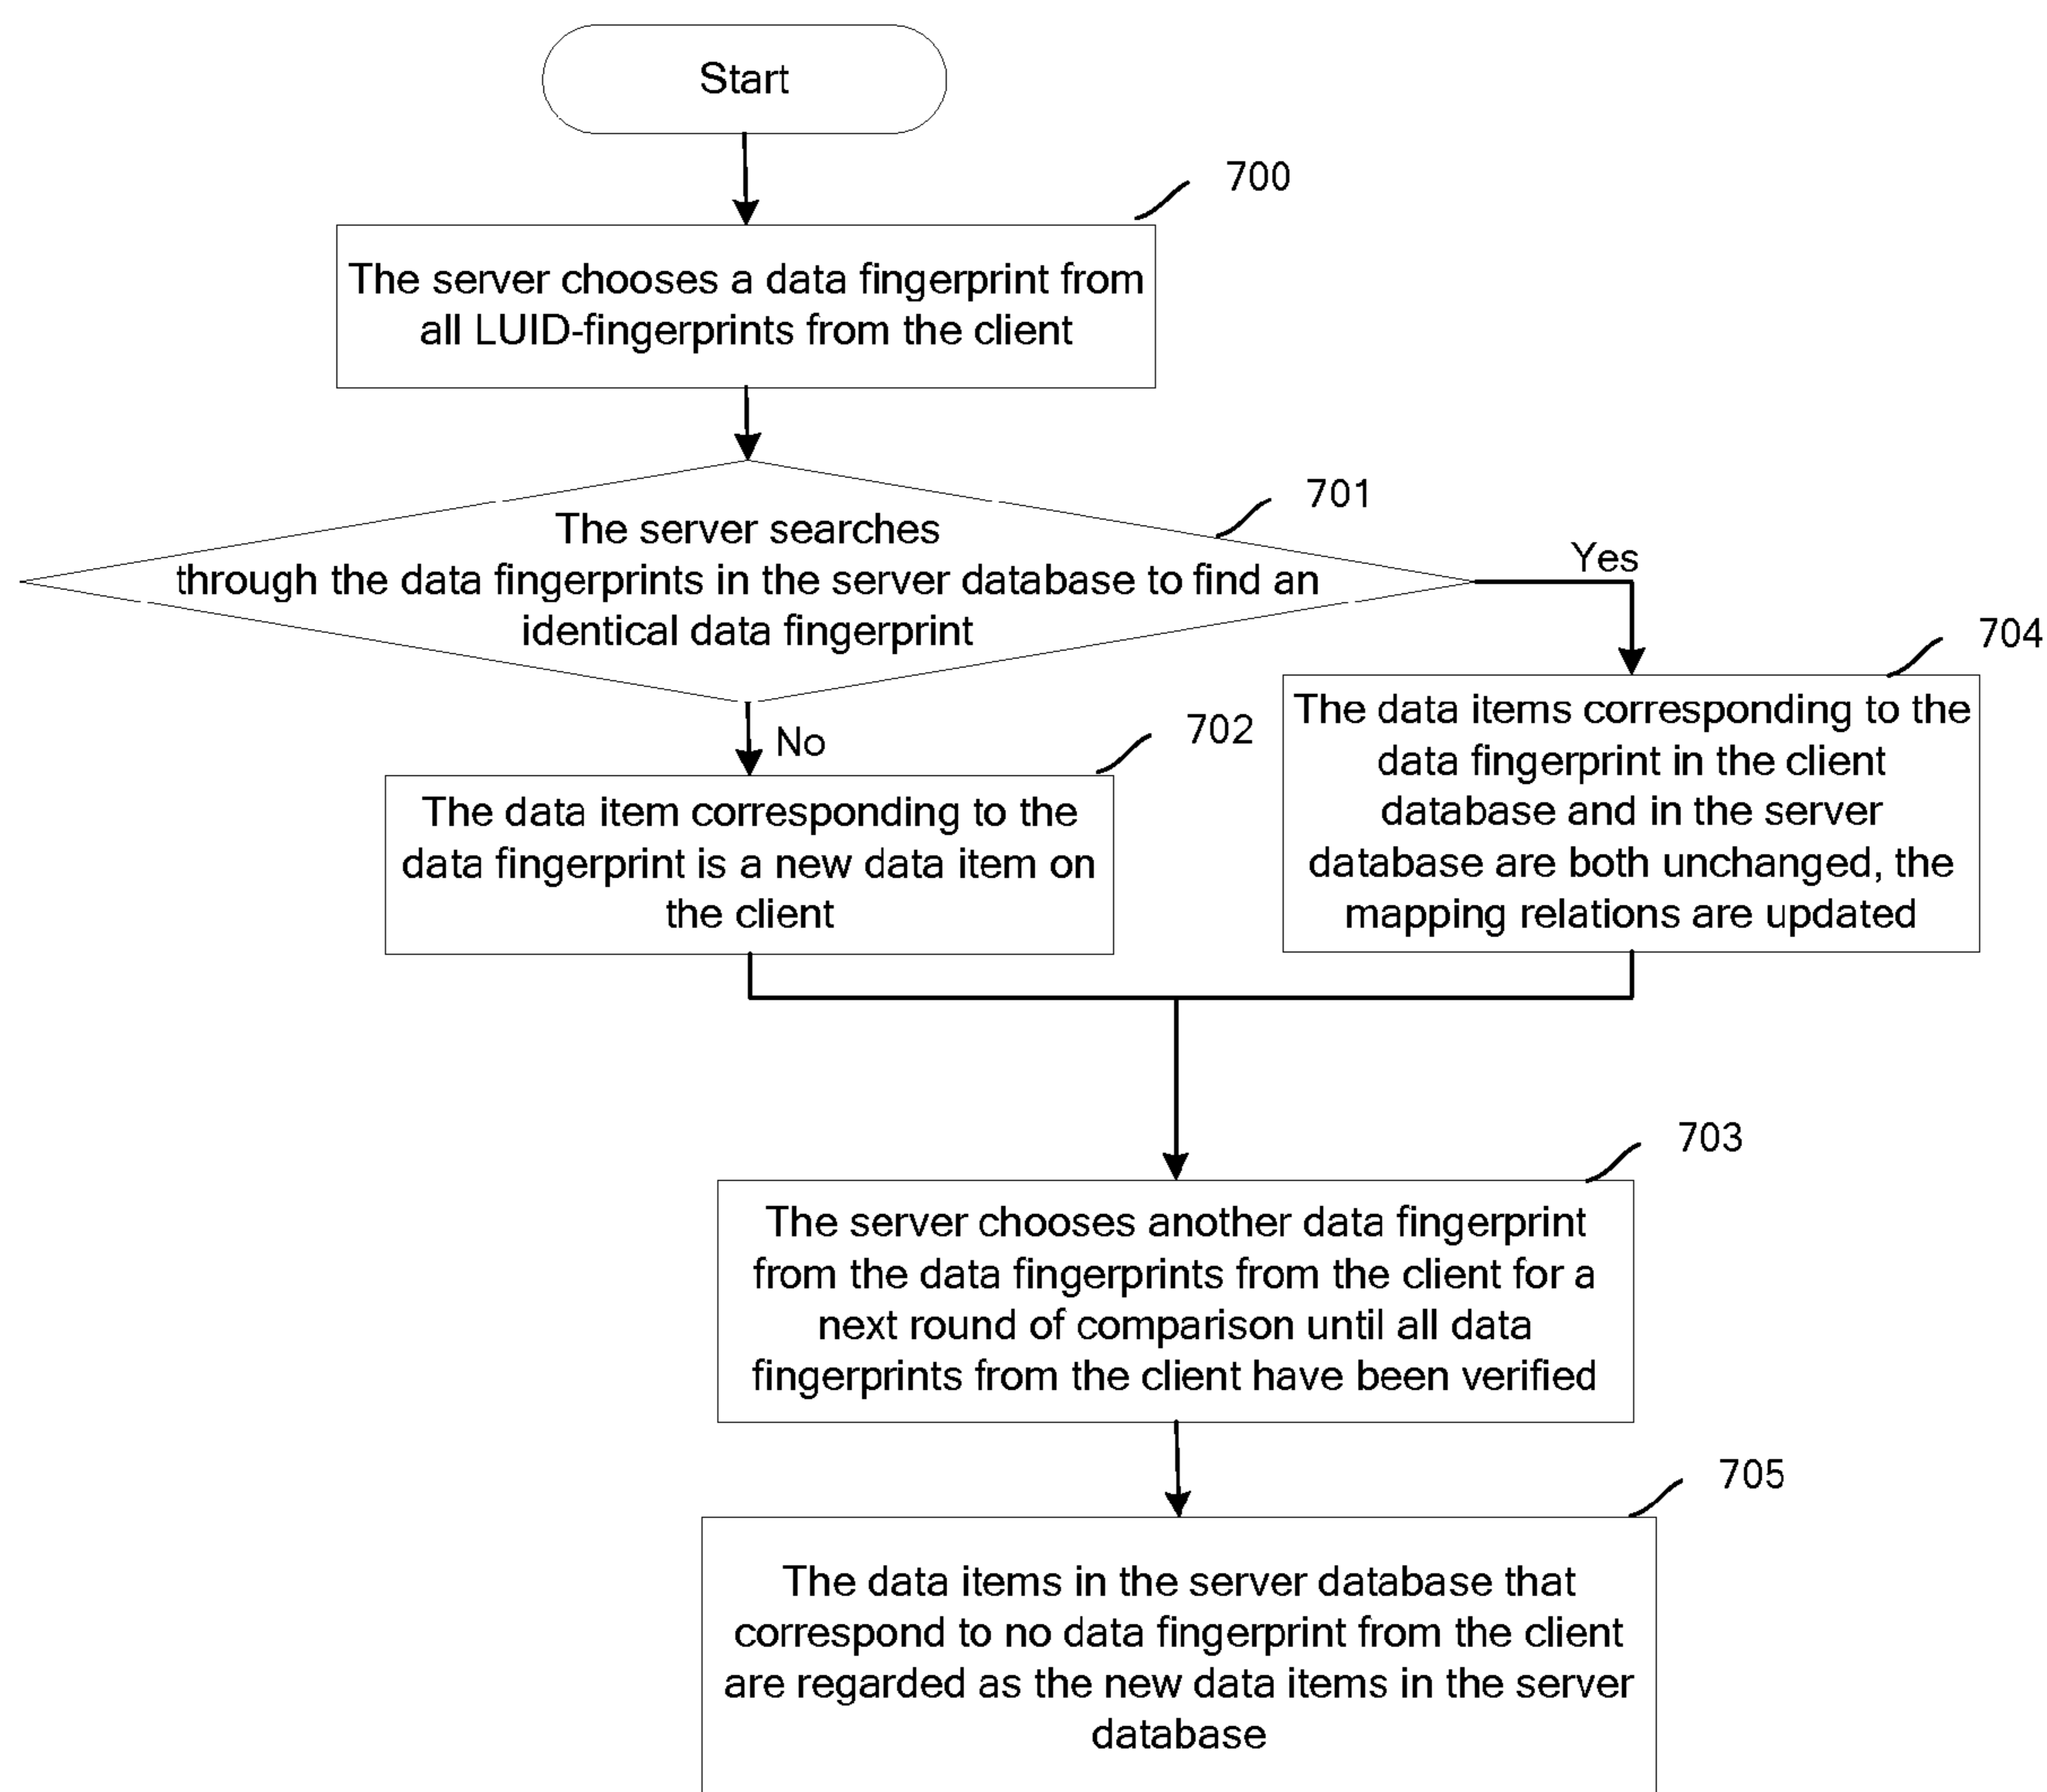 Start
700
The server chooses a data fingerprint from
all LUID-fingerprints from the client
701
The server searches
through the data fingerprints in the server database to find an
identical data fingerprint
Yes
704
The data items corresponding to the
data fingerprint in the client
database and in the server
database are both unchanged, the
mapping relations are updated
No
702
The data item corresponding to the
data fingerprint is a new data item on
the client
703
The server chooses another data fingerprint
from the data fingerprints from the client for a
next round of comparison until all data
fingerprints from the client have been verified
705
The data items in the server database that
correspond to no data fingerprint from the client
are regarded as the new data items in the server
database